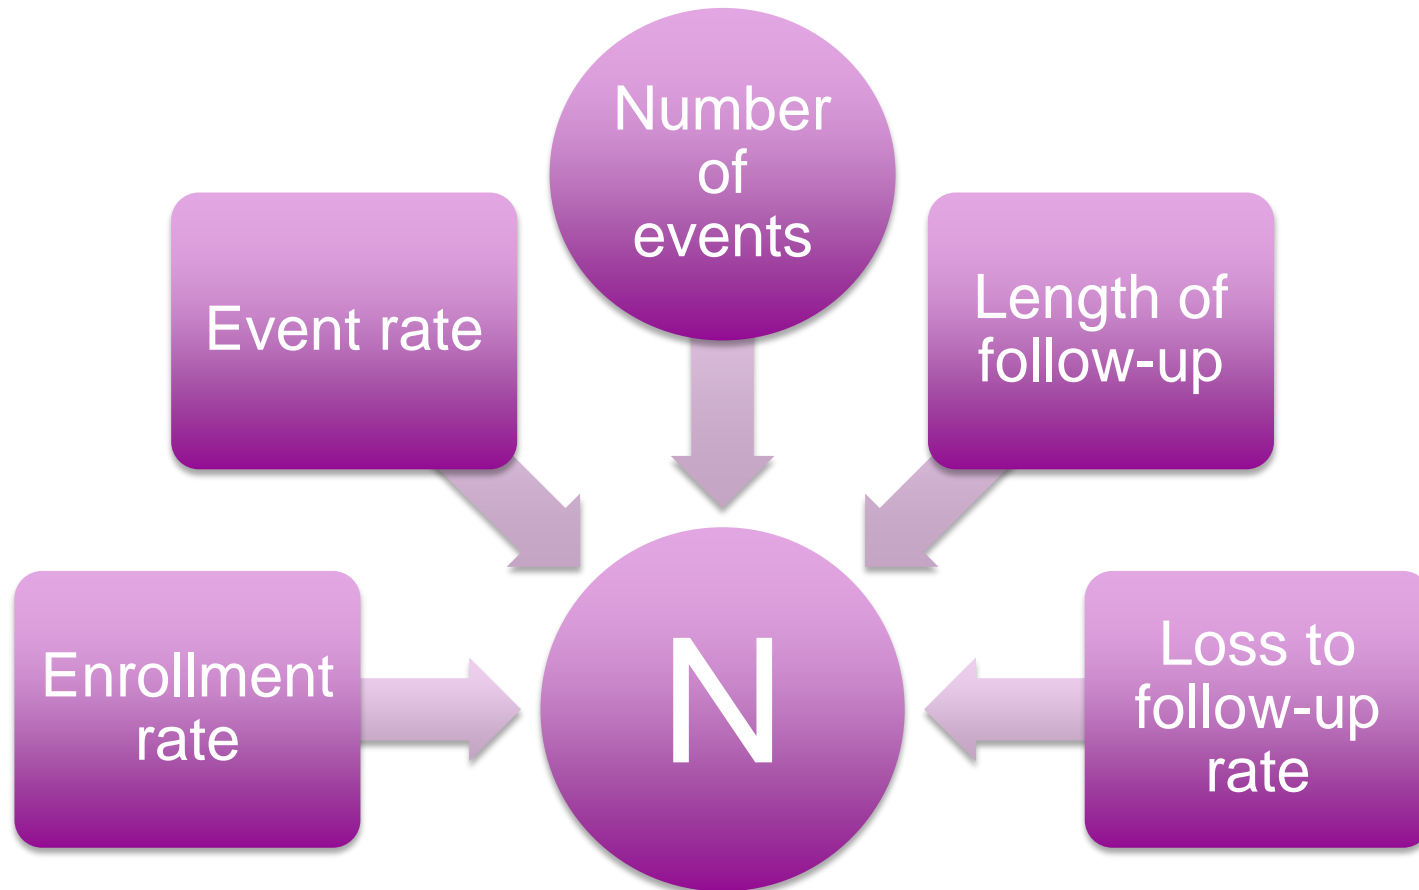 Number
of
events
Event rate
Length of
follow-up
Enrollment
rate
N
Loss to
follow-up
rate